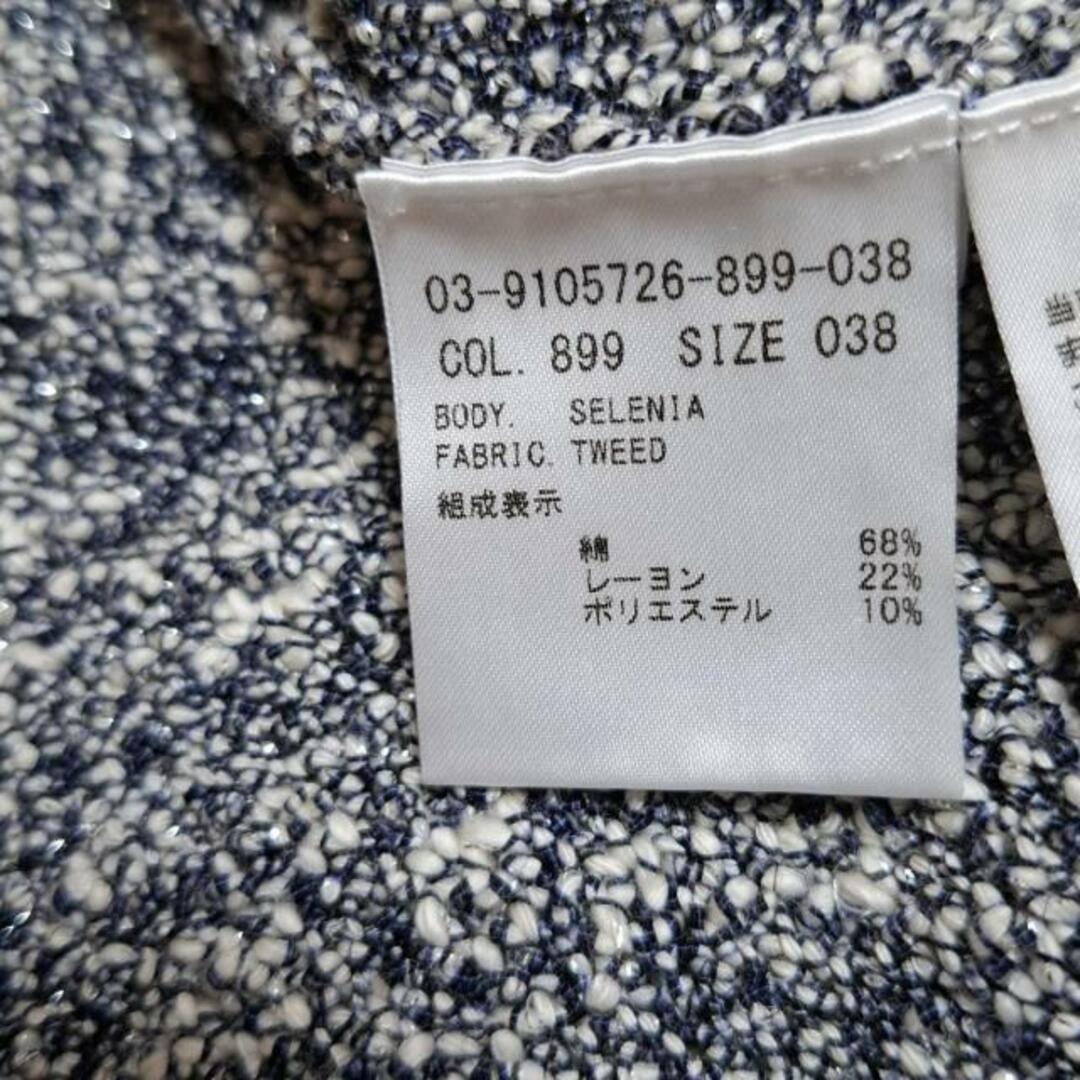 03-9105726-899-038
COL. 899 SIZE 038
BODY. SELENIA
FABRIC. TWEED
組成表示
綿 68%
レーヨン 22%
ポリエステル 10%
当